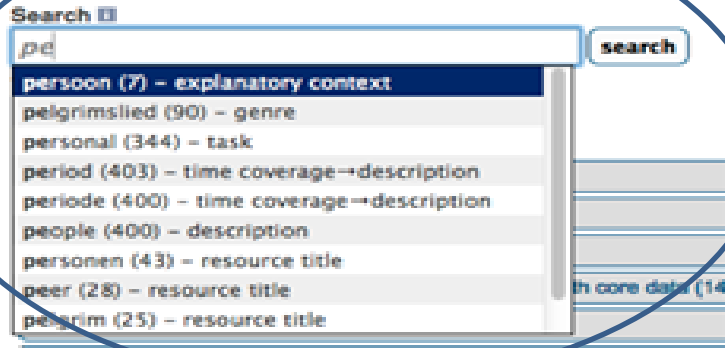 Search
pe
search
persoon (7) – explanatory context
pelgrimslied (90) – genre
personal (344) – task
period (403) – time coverage→description
periode (400) – time coverage→description
people (400) – description
personen (43) – resource title
peer (28) – resource title
th core data (14
pelgrim (25) – resource title